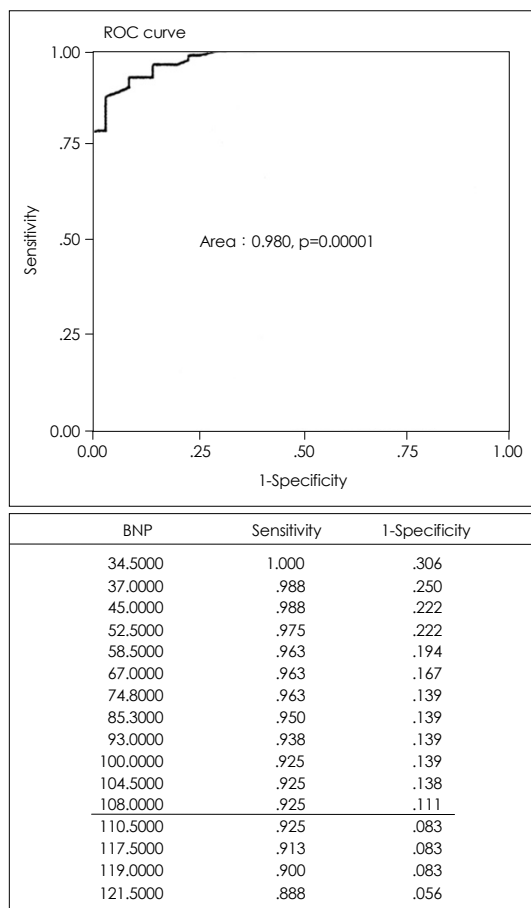 ROC curve
1.00
.75
.50
.25
0.00
Sensitivity
Area : 0.980, p=0.00001
0.00 .25 .50 .75 1.00
1-Specificity
BNP Sensitivity 1-Specificity
34.5000 1.000 .306
37.0000 .988 .250
45.0000 .988 .222
52.5000 .975 .222
58.5000 .963 .194
67.0000 .963 .167
74.8000 .963 .139
85.3000 .950 .139
93.0000 .938 .139
100.0000 .925 .139
104.5000 .925 .138
108.0000 .925 .111
110.5000 .925 .083
117.5000 .913 .083
119.0000 .900 .083
121.5000 .888 .056